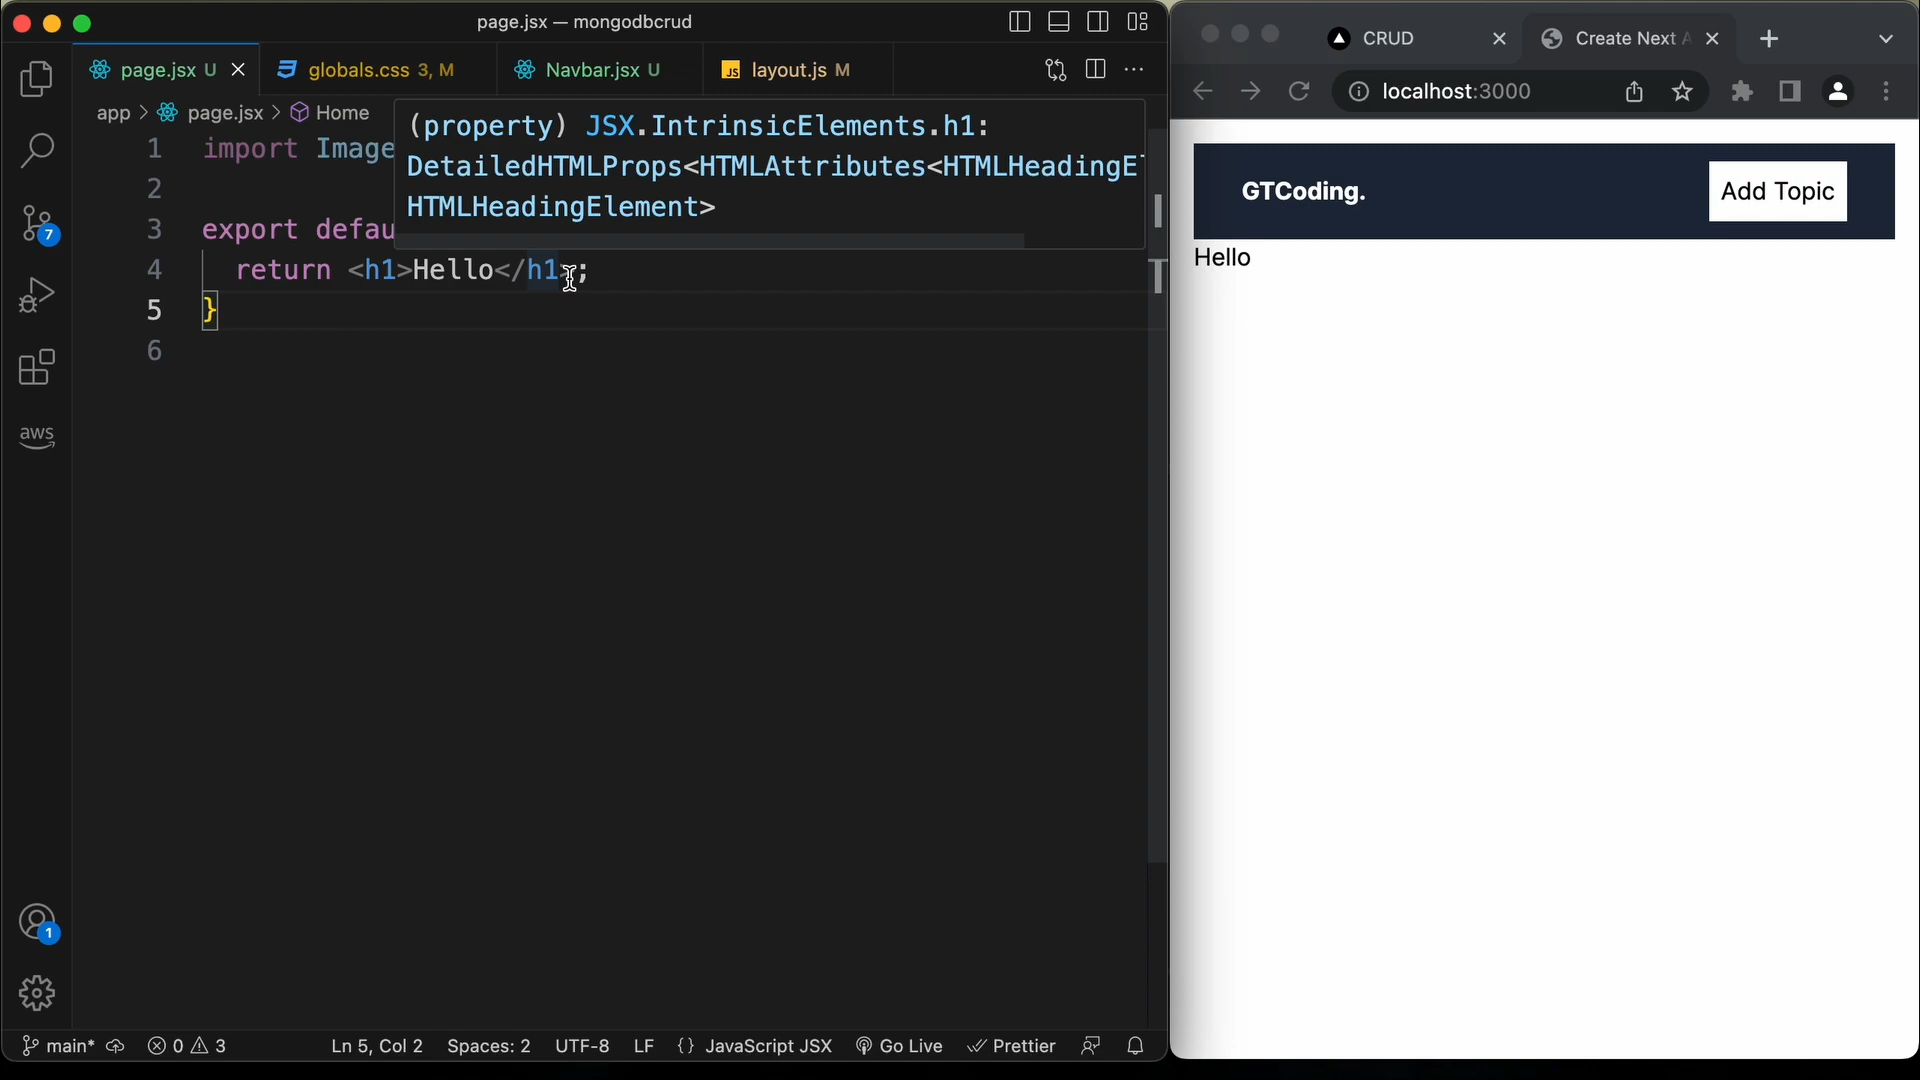 page.jsx — mongodbcrud
page.jsx U
globals.css 3, M
Navbar.jsx U
layout.js M
app > page.jsx > Home
(property) JSX.IntrinsicElements.h1:
DetailedHTMLProps<HTMLAttributes<HTMLHeadingE
HTMLHeadingElement>
1 import Image
2
3 export defau
4 return <h1>Hello</h1>;
5 }
6
7
aws
1
main*
0 3
Ln 5, Col 2
Spaces: 2
UTF-8
LF
{} JavaScript JSX
Go Live
Prettier
CRUD
Create Next A
localhost:3000
GTCoding.
Add Topic
Hello